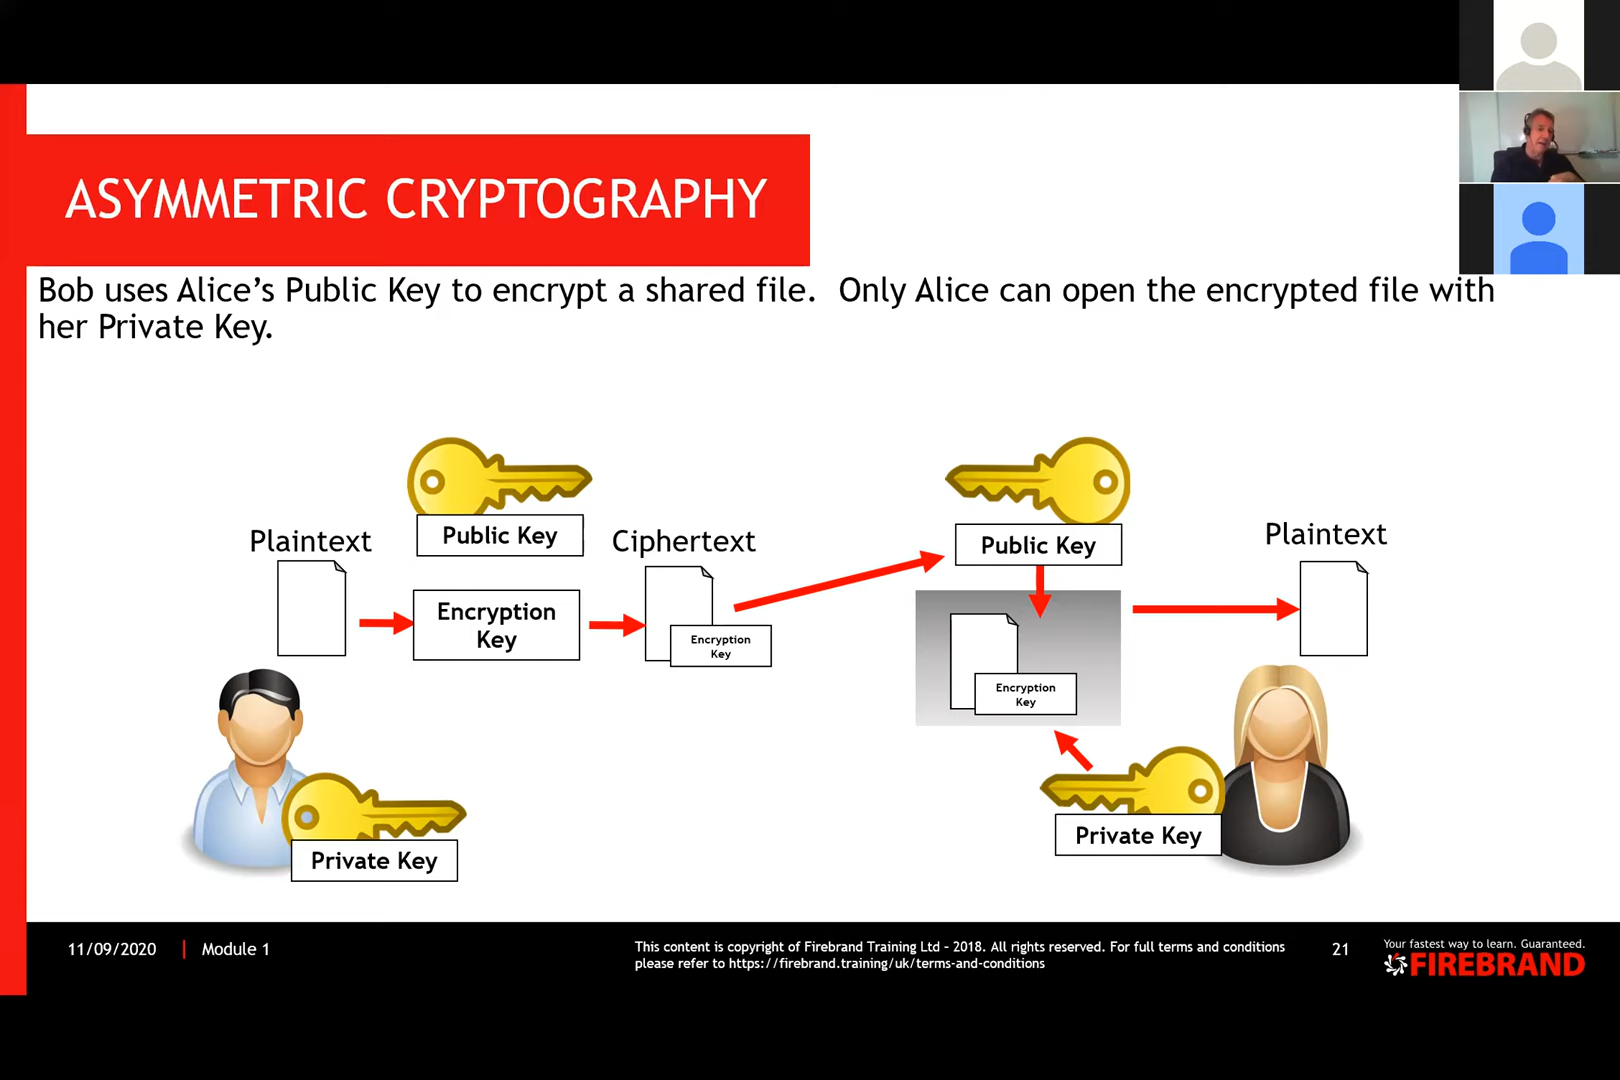 ASYMMETRIC CRYPTOGRAPHY
Bob uses Alice’s Public Key to encrypt a shared file.  Only Alice can open the encrypted file with
her Private Key.
Plaintext
Public Key
Ciphertext
Encryption
Key
Encryption
Key
Private Key
Public Key
Plaintext
Encryption
Key
Private Key
11/09/2020 | Module 1
This content is copyright of Firebrand Training Ltd – 2018. All rights reserved. For full terms and conditions
please refer to https://firebrand.training/uk/terms-and-conditions
21
Your fastest way to learn. Guaranteed.
FIREBRAND